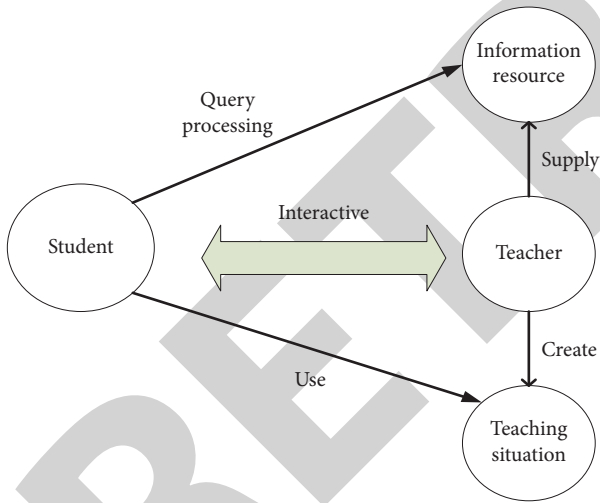 Information
resource
Query
processing
Supply
Interactive
Student
Teacher
Create
Use
Teaching
situation